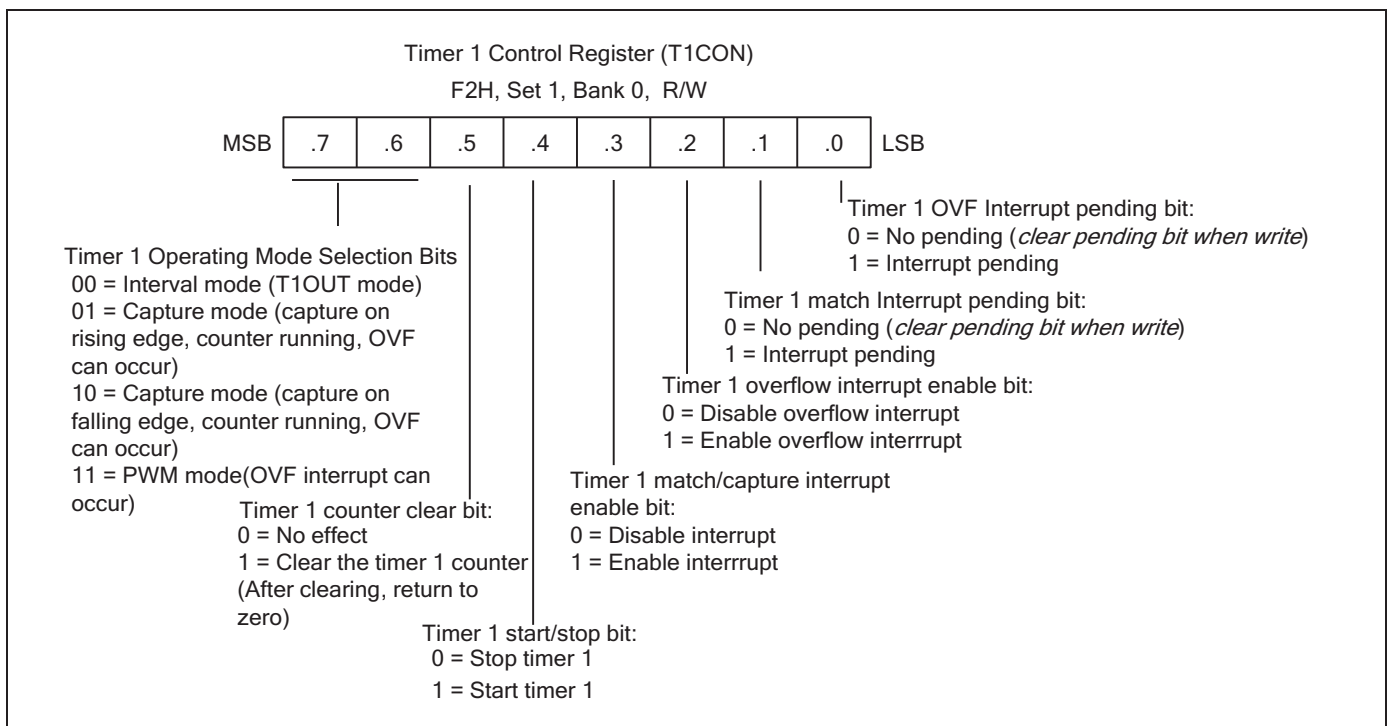 Timer 1 Control Register (T1CON)
F2H, Set 1, Bank 0, R/W
MSB .7 .6 .5 .4 .3 .2 .1 .0 LSB
Timer 1 OVF Interrupt pending bit:
0 = No pending (clear pending bit when write)
1 = Interrupt pending
Timer 1 match Interrupt pending bit:
0 = No pending (clear pending bit when write)
1 = Interrupt pending
Timer 1 overflow interrupt enable bit:
0 = Disable overflow interrupt
1 = Enable overflow interrrupt
Timer 1 match/capture interrupt
enable bit:
0 = Disable interrupt
1 = Enable interrrupt
Timer 1 start/stop bit:
0 = Stop timer 1
1 = Start timer 1
Timer 1 counter clear bit:
0 = No effect
1 = Clear the timer 1 counter
(After clearing, return to
zero)
Timer 1 Operating Mode Selection Bits
00 = Interval mode (T1OUT mode)
01 = Capture mode (capture on
rising edge, counter running, OVF
can occur)
10 = Capture mode (capture on
falling edge, counter running, OVF
can occur)
11 = PWM mode(OVF interrupt can
occur)